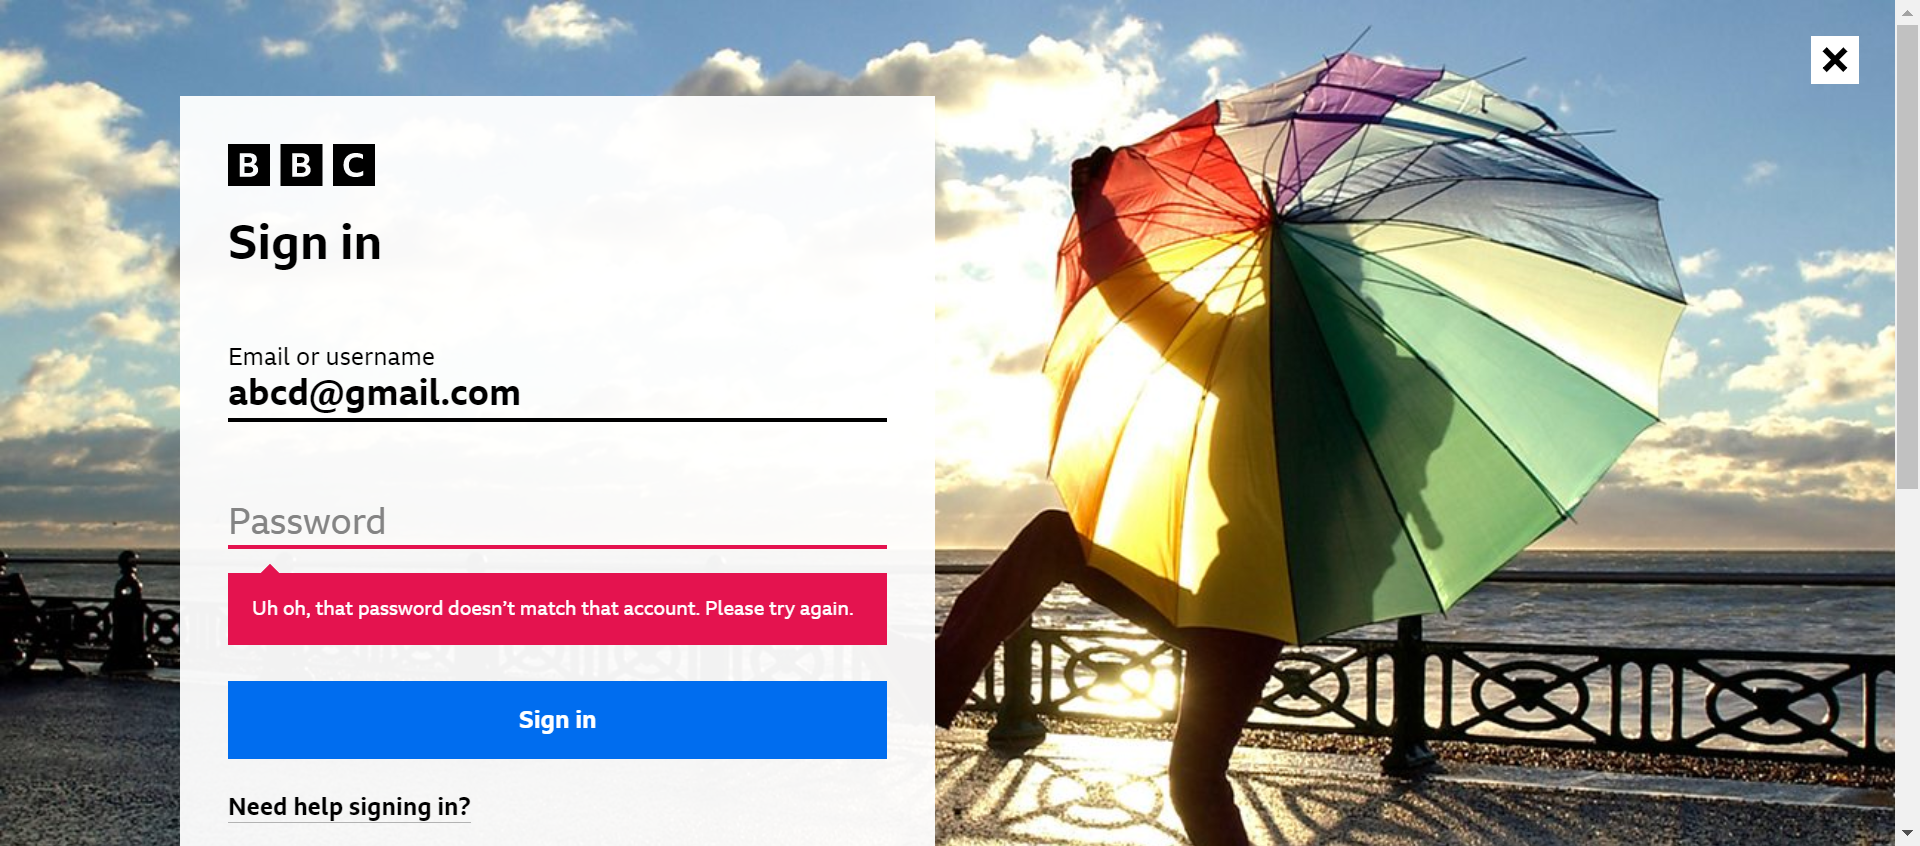 BBC
Sign in
Email or username
abcd@gmail.com
Password
Uh oh, that password doesn't match that account. Please try again.
Sign in
Need help signing in?